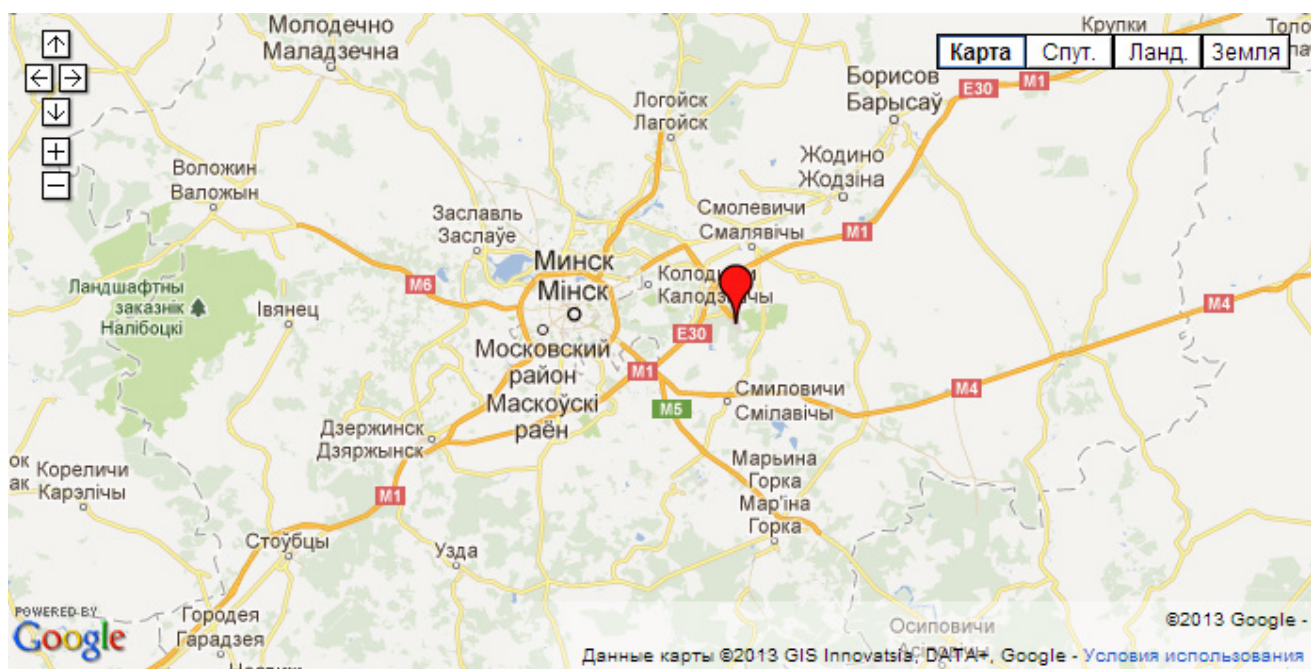 Молодечно
Маладзечна
Крупки
Карта
Спут.
Ланд.
Земля
Борисов
Барысаў
E30
M1
Логойск
Лагойск
Жодино
Жодзіна
Воложин
Валожын
Заславль
Заслаўе
Смолевичи
Смалявічы
M1
Минск
Мінск
M6
Ландшафтны
заказнік
Налібоцкі
Івянец
E30
M4
Московский
район
Маскоўскі
раён
M1
M5
Смиловичи
Смілавічы
M4
Дзержинск
Дзяржынск
Марьина
Горка
Мар'іна
Горка
ок
ак
Кореличи
Карэлічы
M1
Стоўбцы
Узда
Городея
Гарадзея
POWERED BY
Google
Осиповичи
©2013 Google -
Данные карты ©2013 GIS Innovatsia, DATA+, Google - Условия использования